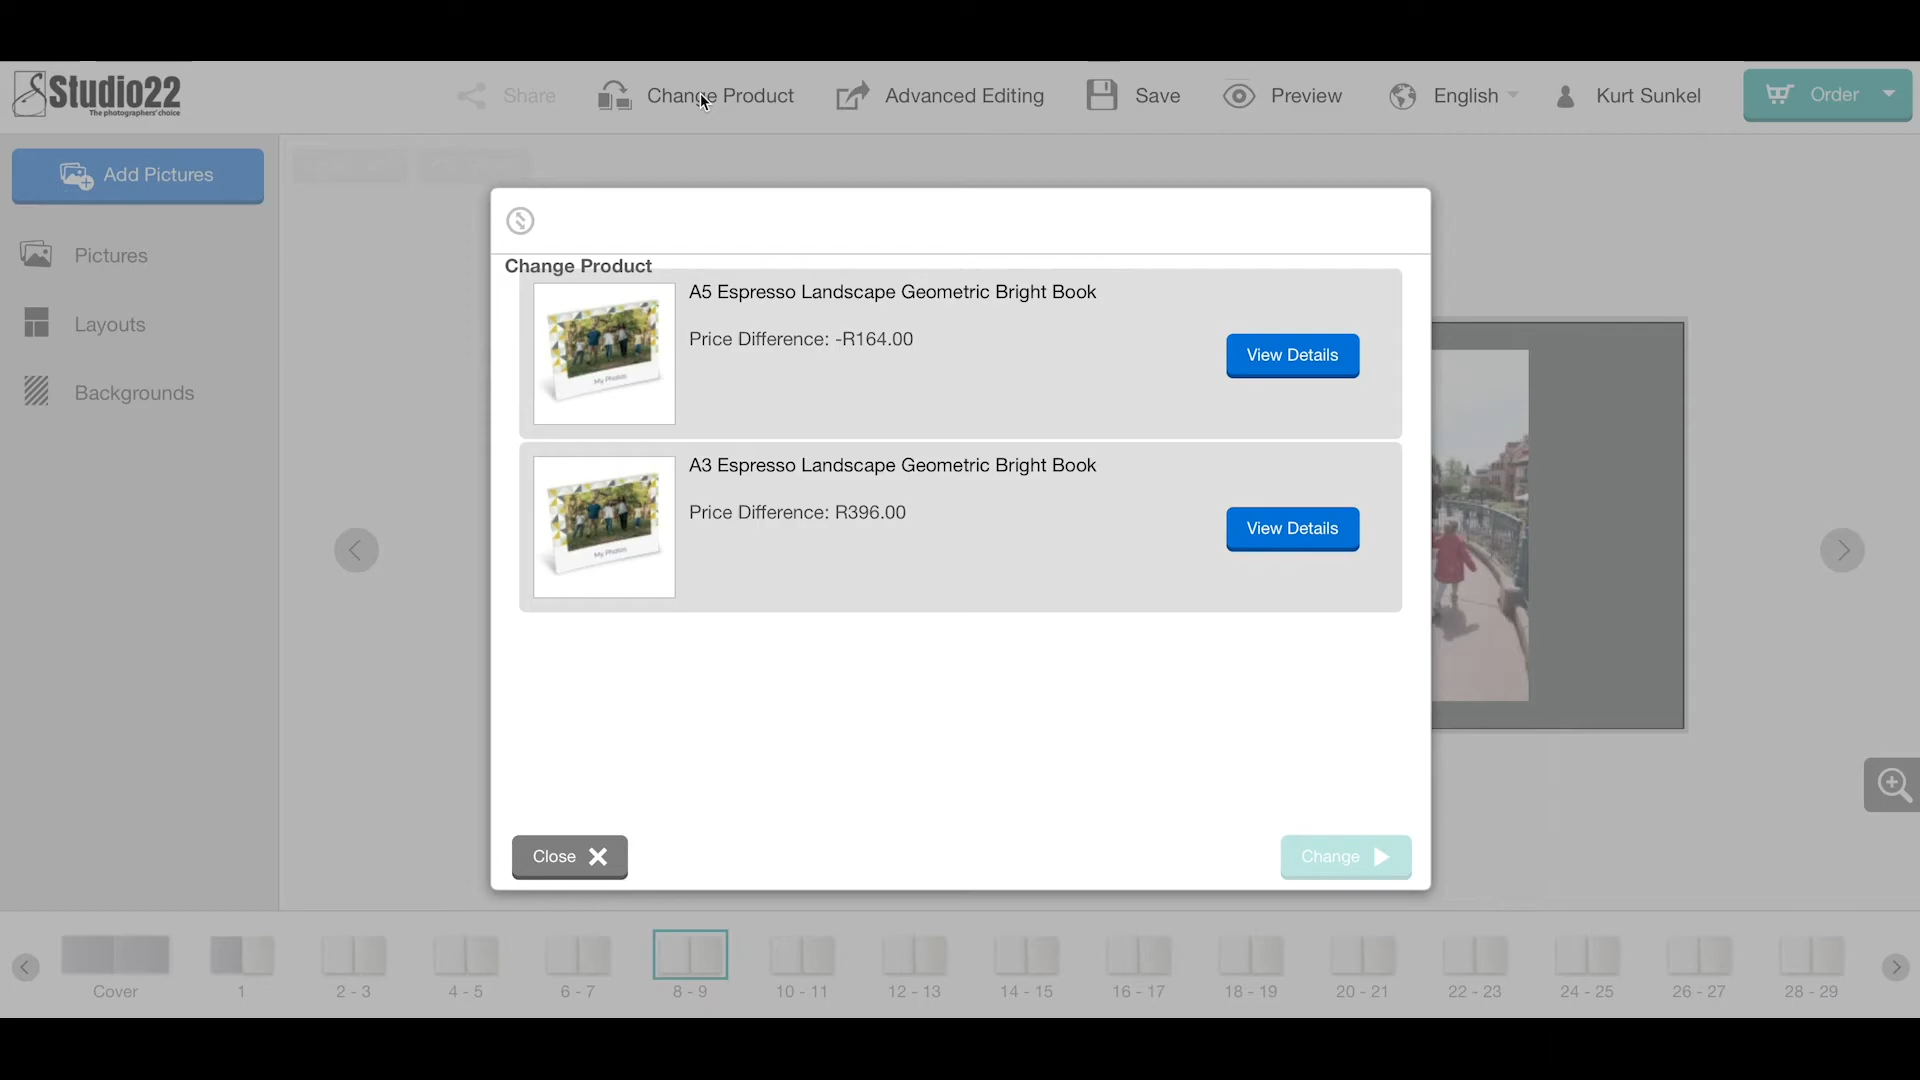 Studio22
The photographers' choice
Share
Change Product
Advanced Editing
Save
Preview
English
Kurt Sunkel
Order
Add Pictures
Pictures
Layouts
Backgrounds
Change Product
A5 Espresso Landscape Geometric Bright Book
Price Difference: -R164.00
View Details
My Photos
A3 Espresso Landscape Geometric Bright Book
Price Difference: R396.00
View Details
My Photos
Close
Change
Cover
1
2 - 3
4 - 5
6 - 7
8 - 9
10 - 11
12 - 13
14 - 15
16 - 17
18 - 19
20 - 21
22 - 23
24 - 25
26 - 27
28 - 29